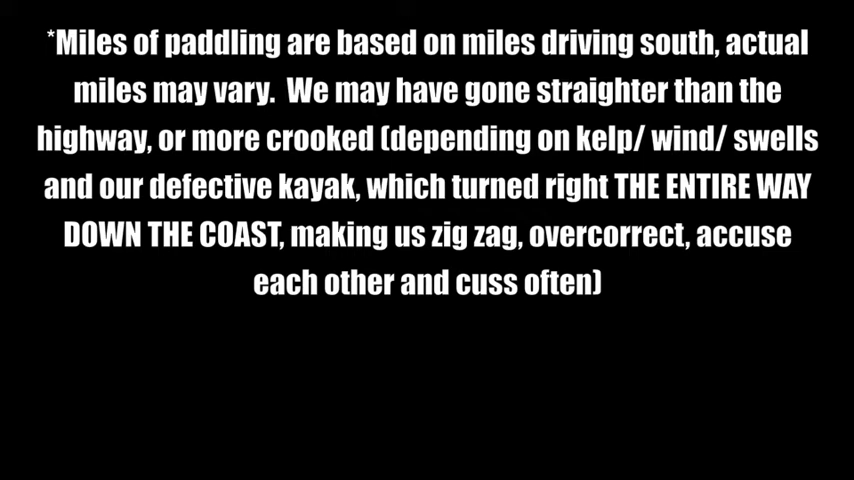 *Miles of paddling are based on miles driving south, actual
miles may vary.  We may have gone straighter than the
highway, or more crooked (depending on kelp/ wind/ swells
and our defective kayak, which turned right THE ENTIRE WAY
DOWN THE COAST, making us zig zag, overcorrect, accuse
each other and cuss often)